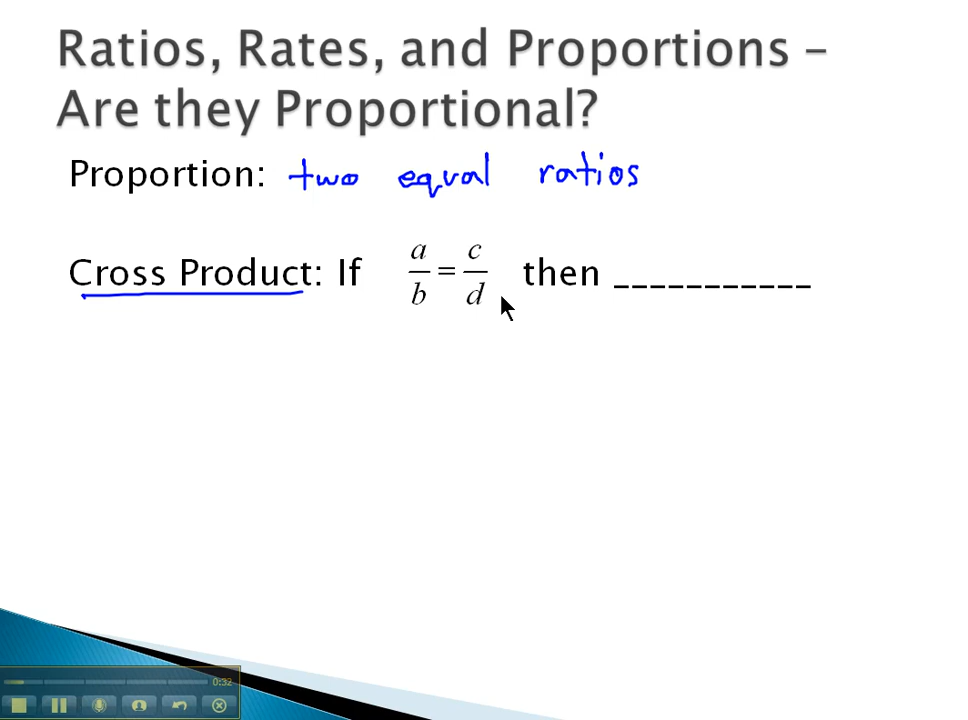 Ratios, Rates, and Proportions –
Are they Proportional?
Proportion: two equal ratios
Cross Product: If a/b = c/d then ___________
0:32